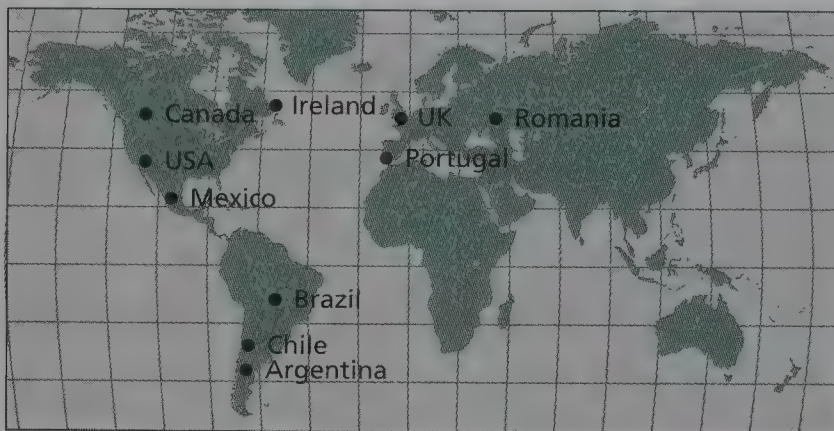 Ireland
Canada
UK
Romania
USA
Portugal
Mexico
Brazil
Chile
Argentina